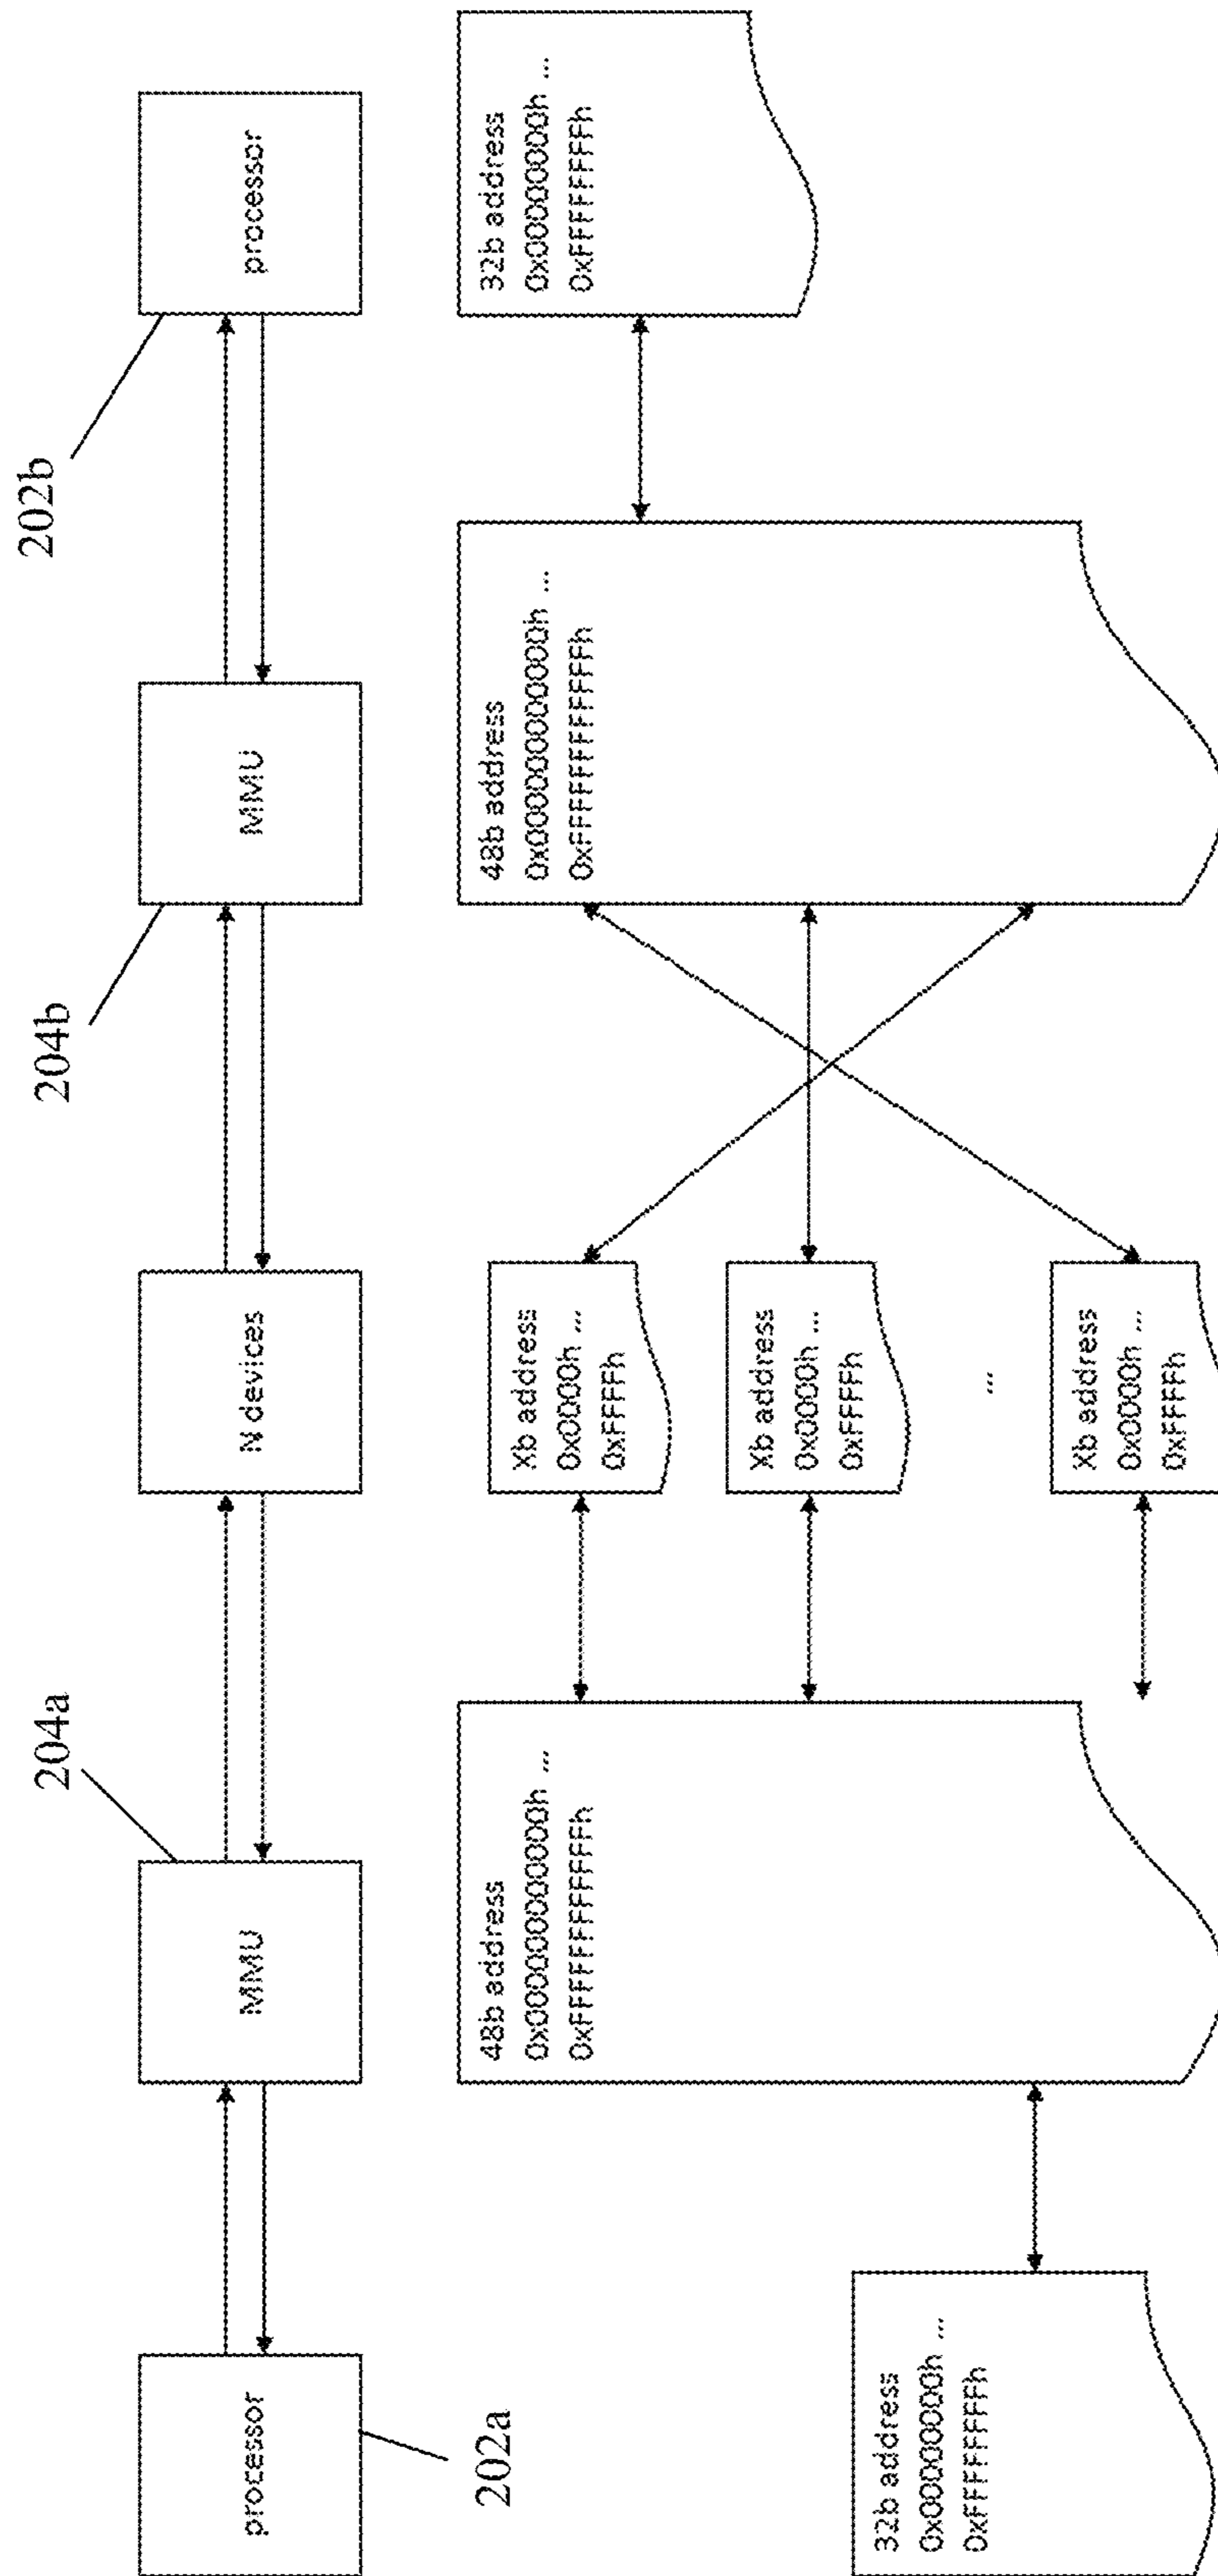 204a
204b
202b
processor
MMU
N devices
MMU
processor
202a
32b address
0x00000000h ...
0xFFFFFFFFh
48b address
0x000000000000h ...
0xFFFFFFFFFFFFh
Xb address
0x0000h ...
0xFFFFh
Xb address
0x0000h ...
0xFFFFh
...
Xb address
0x0000h ...
0xFFFFh
48b address
0x000000000000h ...
0xFFFFFFFFFFFFh
32b address
0x00000000h ...
0xFFFFFFFFh